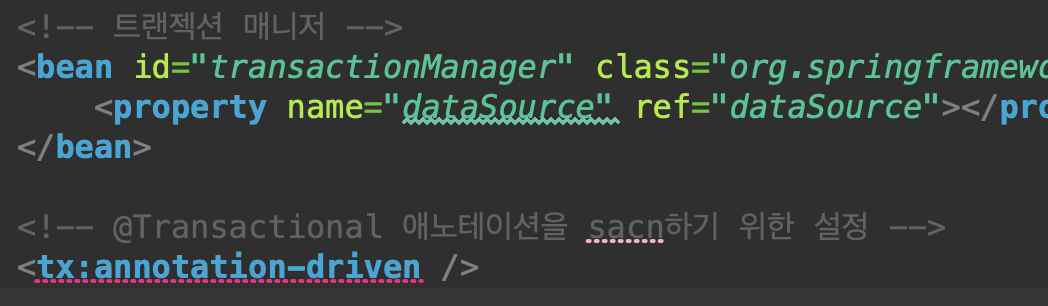 <!-- 트랜젝션 매니저 -->
<bean id="transactionManager" class="org.springframewo
<property name="dataSource" ref="dataSource"></pro
</bean>
<!-- @Transactional 애노테이션을 sacn하기 위한 설정 -->
<tx:annotation-driven />